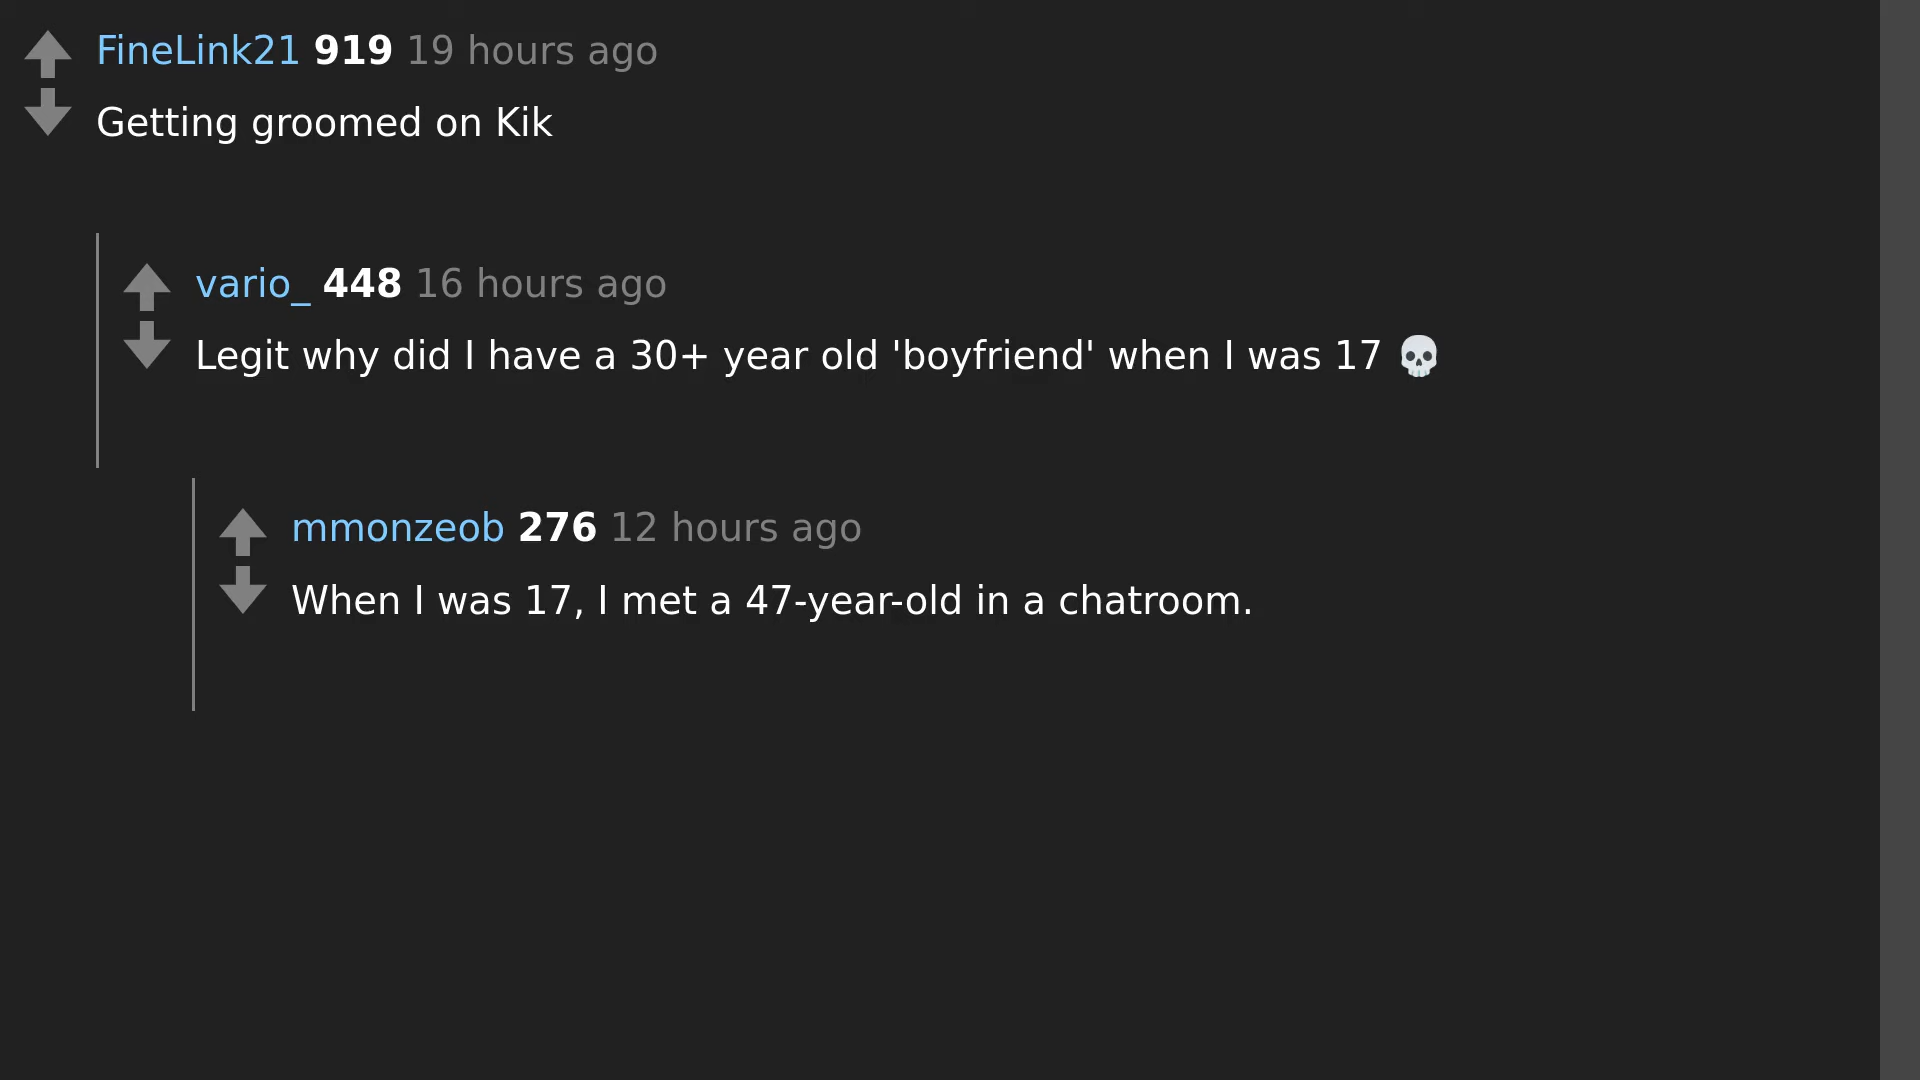 FineLink21 919 19 hours ago
Getting groomed on Kik
vario_ 448 16 hours ago
Legit why did I have a 30+ year old 'boyfriend' when I was 17 💀
mmonzeob 276 12 hours ago
When I was 17, I met a 47-year-old in a chatroom.